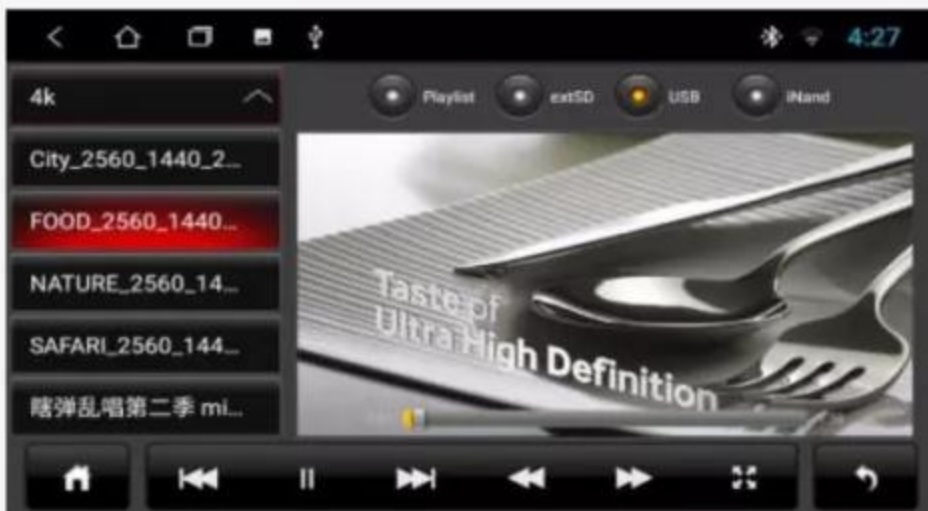 4:27
4k
Playlist
extSD
USB
iNand
City_2560_1440_2...
FOOD_2560_1440...
NATURE_2560_14...
SAFARI_2560_144...
瞎弹乱唱第二季 mi...
Taste of
Ultra High Definition